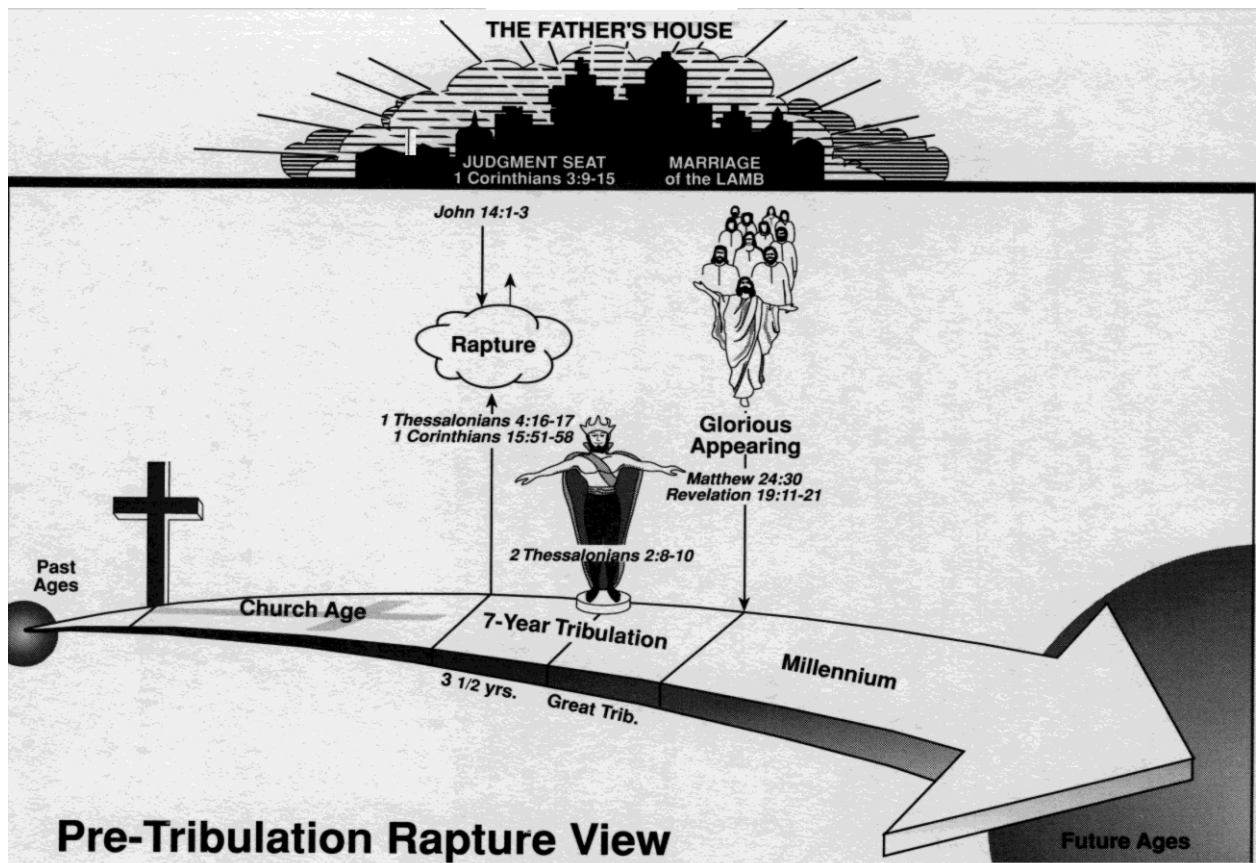 THE FATHER'S HOUSE
JUDGMENT SEAT
1 Corinthians 3:9-15
MARRIAGE
of the LAMB
John 14:1-3
Rapture
1 Thessalonians 4:16-17
1 Corinthians 15:51-58
Glorious
Appearing
Matthew 24:30
Revelation 19:11-21
2 Thessalonians 2:8-10
Past
Ages
Church Age
7-Year Tribulation
Millennium
3 1/2 yrs.
Great Trib.
Pre-Tribulation Rapture View
Future Ages